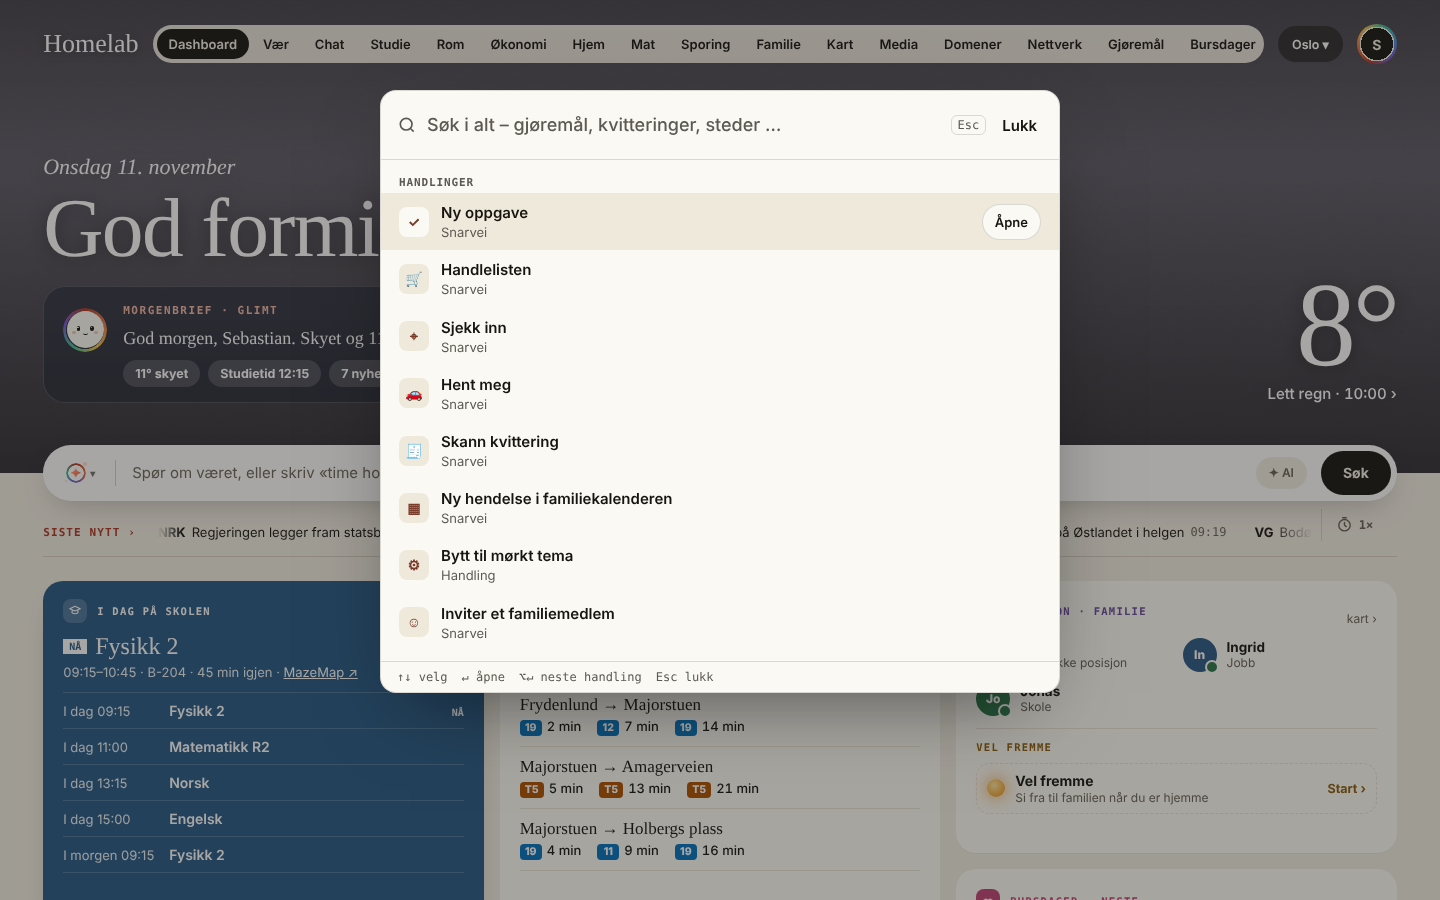 Homelab
Dashboard Vær Chat Studie Rom Økonomi Hjem Mat Sporing Familie Kart Media Domener Nettverk Gjøremål Bursdager
Oslo ▾
S
Søk i alt – gjøremål, kvitteringer, steder ...
Esc Lukk
HANDLINGER
Ny oppgave
Snarvei
Åpne
Handlelisten
Snarvei
Sjekk inn
Snarvei
Hent meg
Snarvei
Skann kvittering
Snarvei
Ny hendelse i familiekalenderen
Snarvei
Bytt til mørkt tema
Handling
Inviter et familiemedlem
Snarvei
↑↓ velg ↵ åpne ⌥↵ neste handling Esc lukk
Onsdag 11. november
God formi
MORGENBRIEF · GLIMT
God morgen, Sebastian. Skyet og 11
11° skyet Studietid 12:15 7 nyhe
8°
Lett regn · 10:00 ›
Spør om været, eller skriv «time ho
✦ AI
Søk
SISTE NYTT ›
NRK Regjeringen legger fram statsb
på Østlandet i helgen 09:19 VG Bodø
1×
I DAG PÅ SKOLEN
NÅ Fysikk 2
09:15–10:45 · B-204 · 45 min igjen · MazeMap ↗
I dag 09:15 Fysikk 2 NÅ
I dag 11:00 Matematikk R2
I dag 13:15 Norsk
I dag 15:00 Engelsk
I morgen 09:15 Fysikk 2
Frydenlund → Majorstuen
19 2 min 12 7 min 19 14 min
Majorstuen → Amagerveien
T5 5 min T5 13 min T5 21 min
Majorstuen → Holbergs plass
19 4 min 11 9 min 19 16 min
ON · FAMILIE
kart ›
kke posisjon
In
Ingrid
Jobb
Jo
Jonas
Skole
VEL FREMME
Vel fremme
Si fra til familien når du er hjemme
Start ›